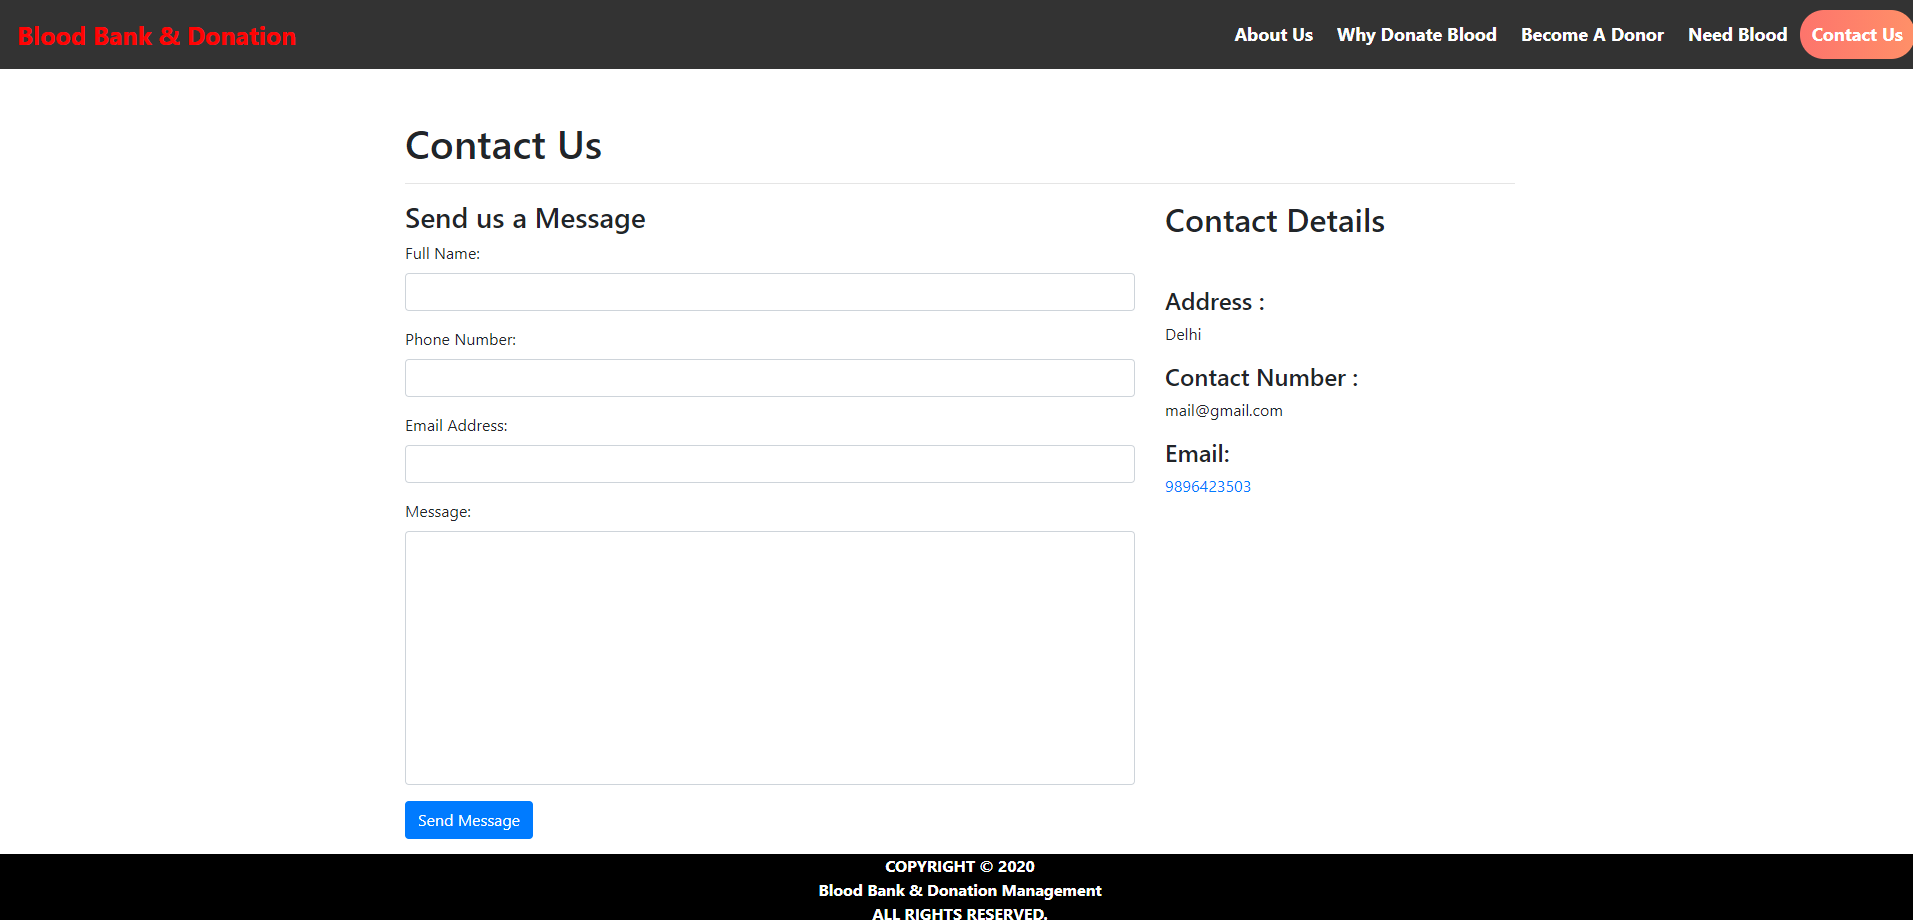 Blood Bank & Donation
About Us Why Donate Blood Become A Donor Need Blood Contact Us
Contact Us
Send us a Message
Full Name:
Phone Number:
Email Address:
Message:
Send Message
Contact Details
Address :
Delhi
Contact Number :
mail@gmail.com
Email:
9896423503
COPYRIGHT © 2020
Blood Bank & Donation Management
ALL RIGHTS RESERVED.